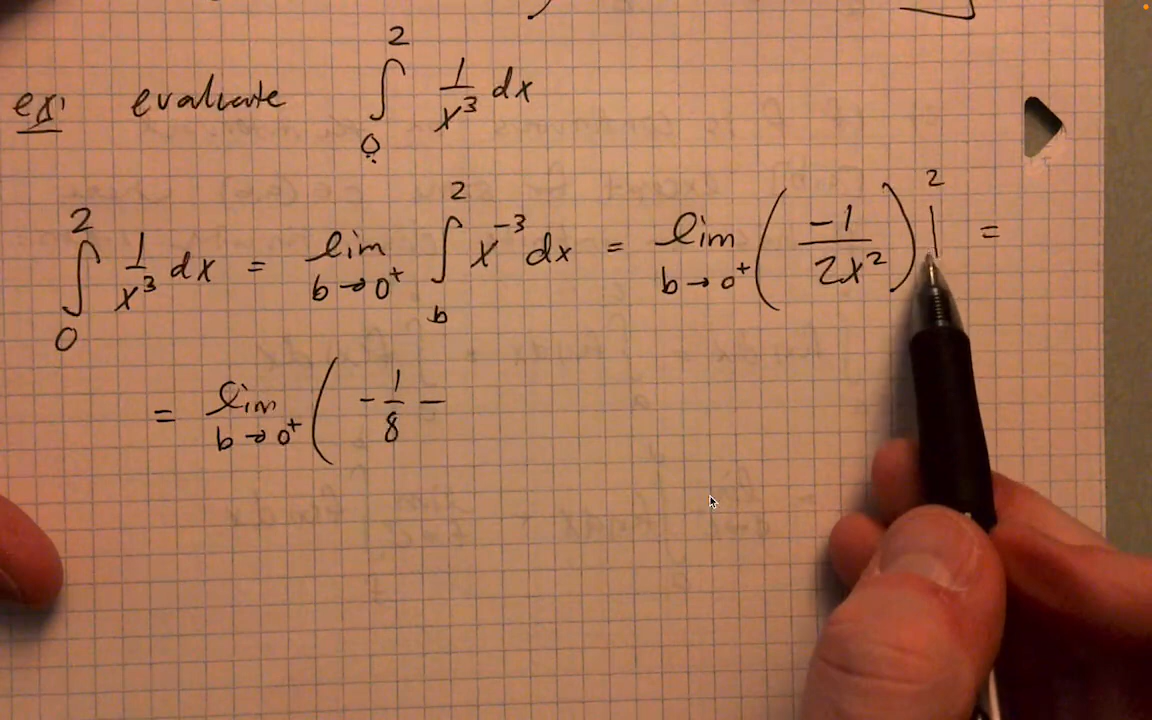 ex: evaluate ∫₀² 1/x³ dx
∫₀² 1/x³ dx = lim b→0⁺ ∫_b² x⁻³ dx = lim b→0⁺ ( -1/2x² ) |² =
= lim b→0⁺ ( - 1/8 -